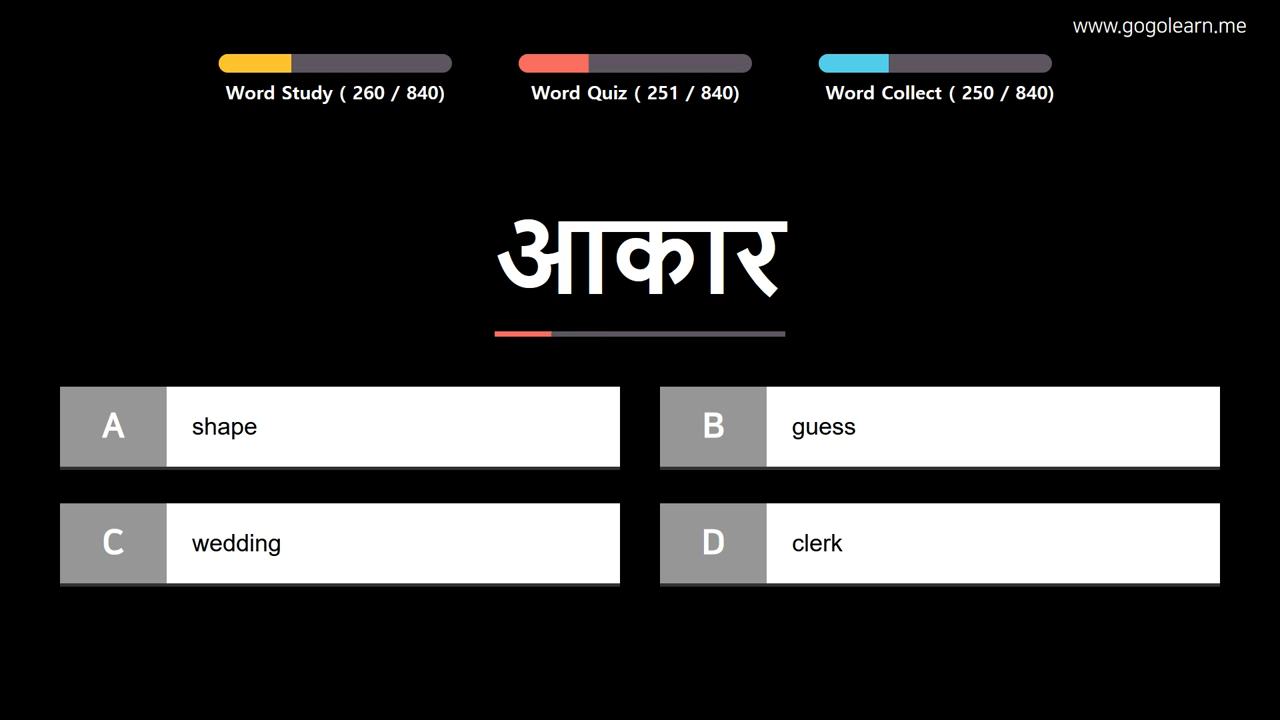 www.gogolearn.me
Word Study ( 260 / 840)
Word Quiz ( 251 / 840)
Word Collect ( 250 / 840)
आकार
A shape
B guess
C wedding
D clerk